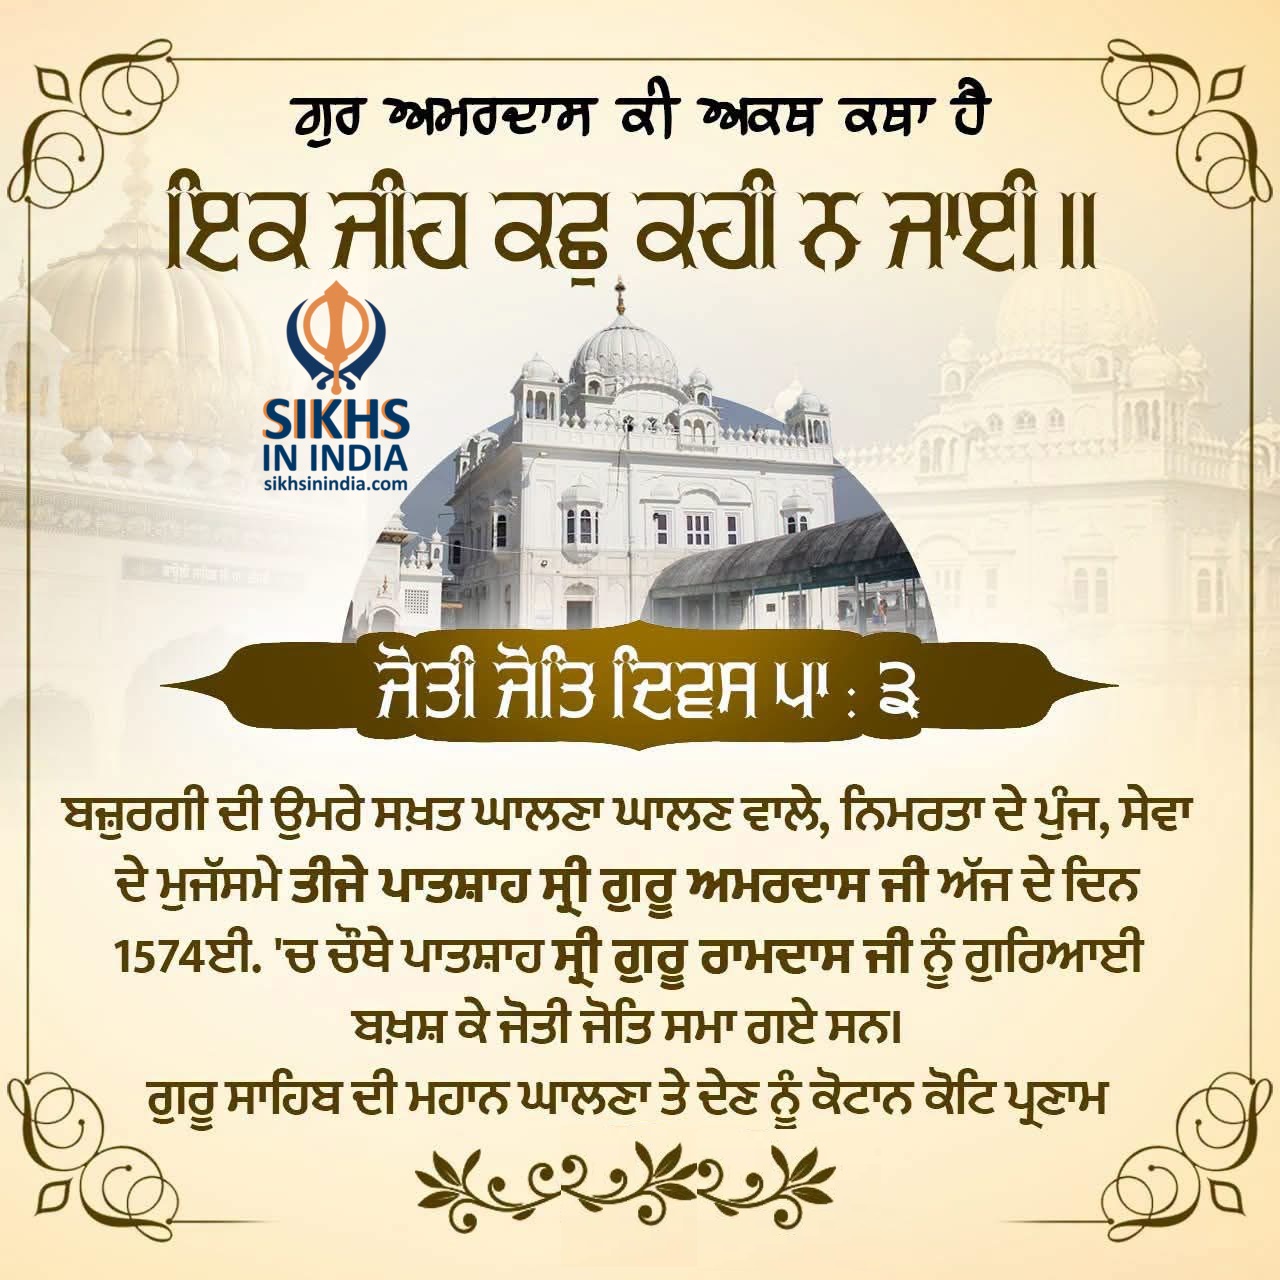 ਗੁਰ ਅਮਰਦਾਸ ਕੀ ਅਕਥ ਕਥਾ ਹੈ
ਇਕ ਜੀਹ ਕਛੁ ਕਹੀ ਨ ਜਾਈ॥
SIKHS
IN INDIA
sikhsinindia.com
ਜੋਤੀ ਜੋਤਿ ਦਿਵਸ ਪਾ : ੩
ਬਜ਼ੁਰਗੀ ਦੀ ਉਮਰੇ ਸਖ਼ਤ ਘਾਲਣਾ ਘਾਲਣ ਵਾਲੇ, ਨਿਮਰਤਾ ਦੇ ਪੁੰਜ, ਸੇਵਾ
ਦੇ ਮੁਜੱਸਮੇ ਤੀਜੇ ਪਾਤਸ਼ਾਹ ਸ੍ਰੀ ਗੁਰੂ ਅਮਰਦਾਸ ਜੀ ਅੱਜ ਦੇ ਦਿਨ
1574ਈ. 'ਚ ਚੌਥੇ ਪਾਤਸ਼ਾਹ ਸ੍ਰੀ ਗੁਰੂ ਰਾਮਦਾਸ ਜੀ ਨੂੰ ਗੁਰਿਆਈ
ਬਖ਼ਸ਼ ਕੇ ਜੋਤੀ ਜੋਤਿ ਸਮਾ ਗਏ ਸਨ।
ਗੁਰੂ ਸਾਹਿਬ ਦੀ ਮਹਾਨ ਘਾਲਣਾ ਤੇ ਦੇਣ ਨੂੰ ਕੋਟਾਨ ਕੋਟਿ ਪ੍ਰਣਾਮ